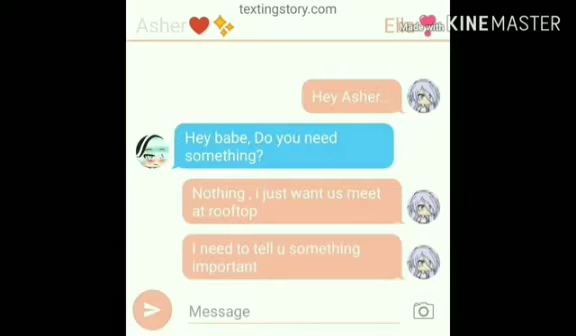 textingstory.com
Asher❤️✨
Made with KINEMASTER
Hey Asher...
Hey babe, Do you need
something?
Nothing , i just want us meet
at rooftop
I need to tell u something
important
Message